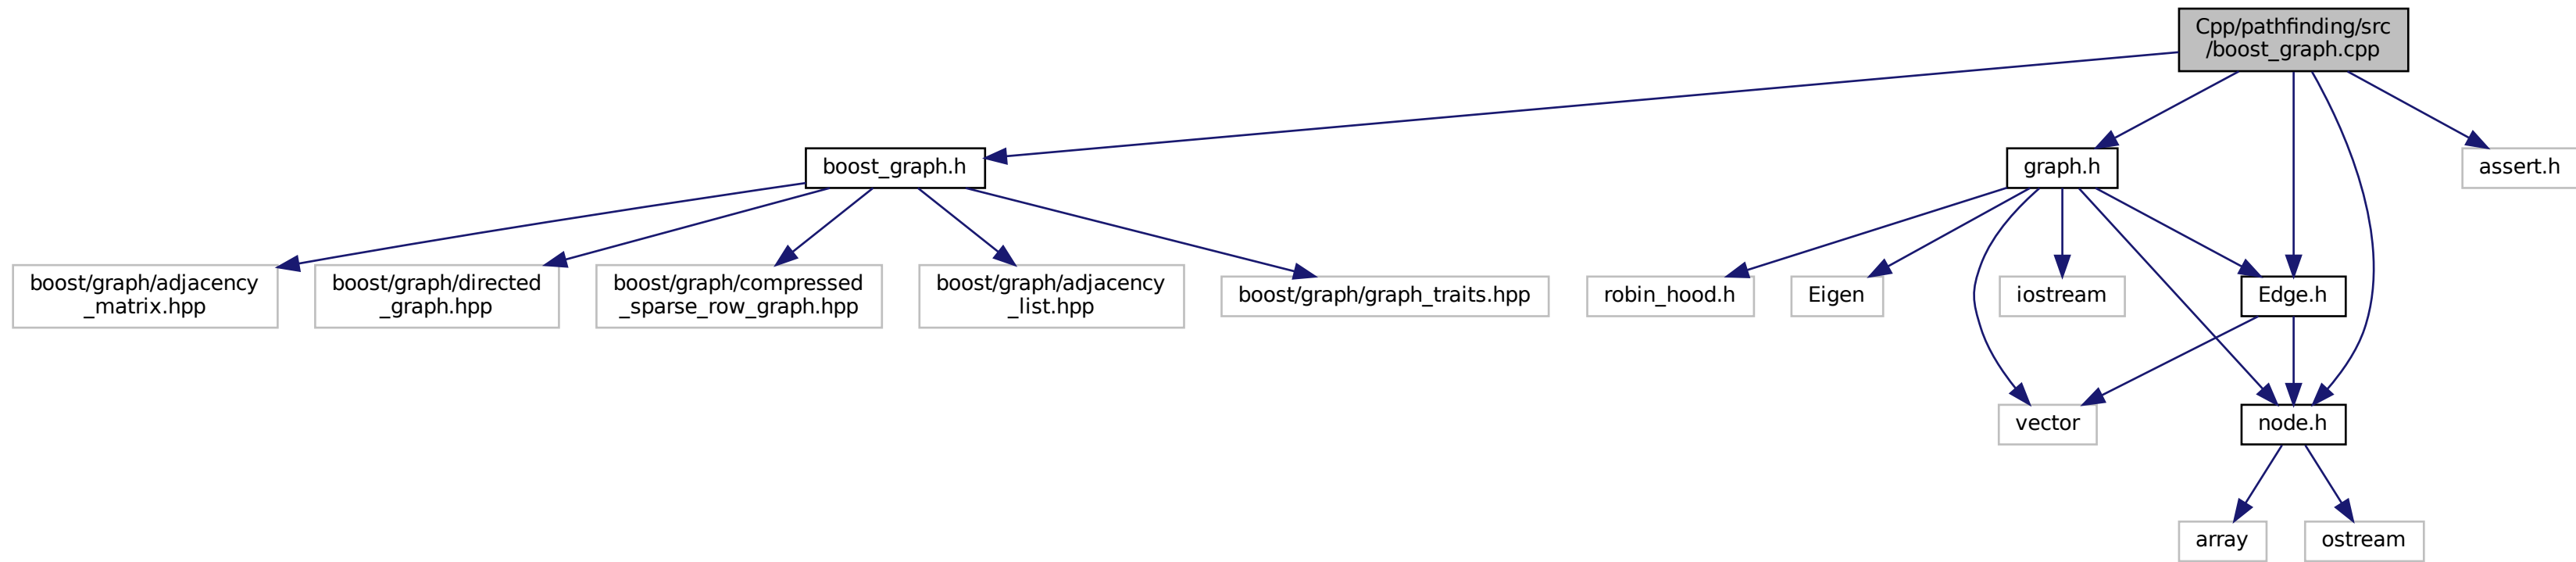 Cpp/pathfinding/src
/boost_graph.cpp
boost_graph.h
graph.h
assert.h
boost/graph/adjacency
_matrix.hpp
boost/graph/directed
_graph.hpp
boost/graph/compressed
_sparse_row_graph.hpp
boost/graph/adjacency
_list.hpp
boost/graph/graph_traits.hpp
robin_hood.h
Eigen
iostream
Edge.h
vector
node.h
array
ostream